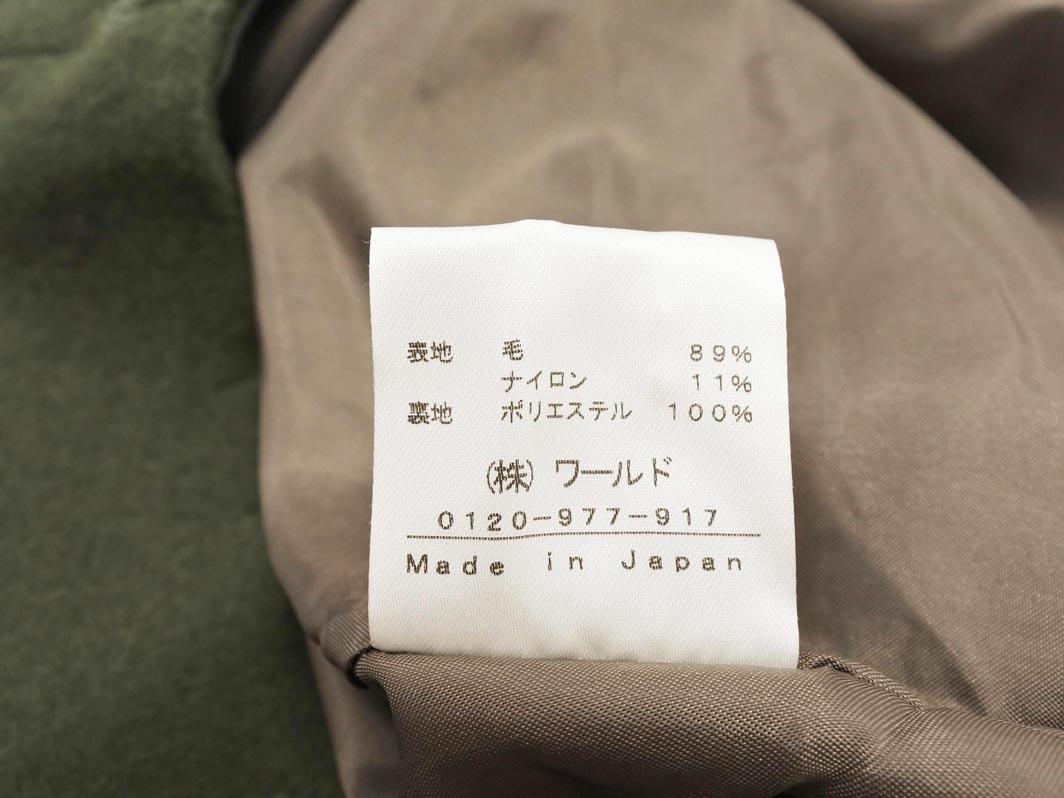 表地 毛 89%
ナイロン 11%
裏地 ポリエステル 100%
(株) ワールド
0120-977-917
Made in Japan